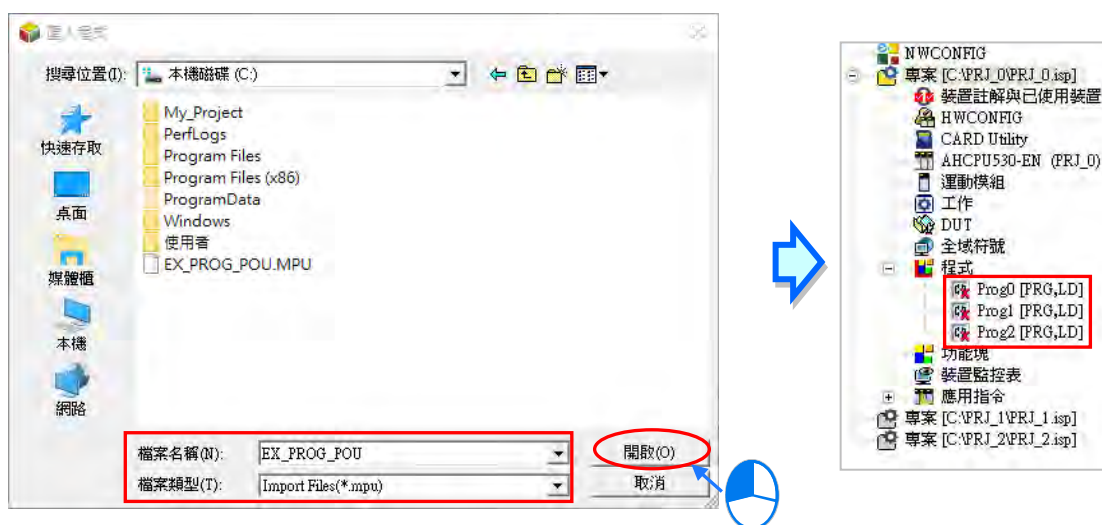 匯入程式
搜尋位置(I): 本機磁碟 (C:)
My_Project
PerfLogs
Program Files
Program Files (x86)
ProgramData
Windows
使用者
EX_PROG_POU.MPU
快速存取
桌面
媒體櫃
本機
網路
檔案名稱(N): EX_PROG_POU 開啟(O)
檔案類型(T): Import Files(*.mpu) 取消
NWCONFIG
專案 [C:\PRJ_0\PRJ_0.isp]
裝置註解與已使用裝置
HWCONFIG
CARD Utility
AHCPU530-EN (PRJ_0)
運動模組
工作
DUT
全域符號
程式
Prog0 [PRG,LD]
Prog1 [PRG,LD]
Prog2 [PRG,LD]
功能塊
裝置監控表
應用指令
專案 [C:\PRJ_1\PRJ_1.isp]
專案 [C:\PRJ_2\PRJ_2.isp]